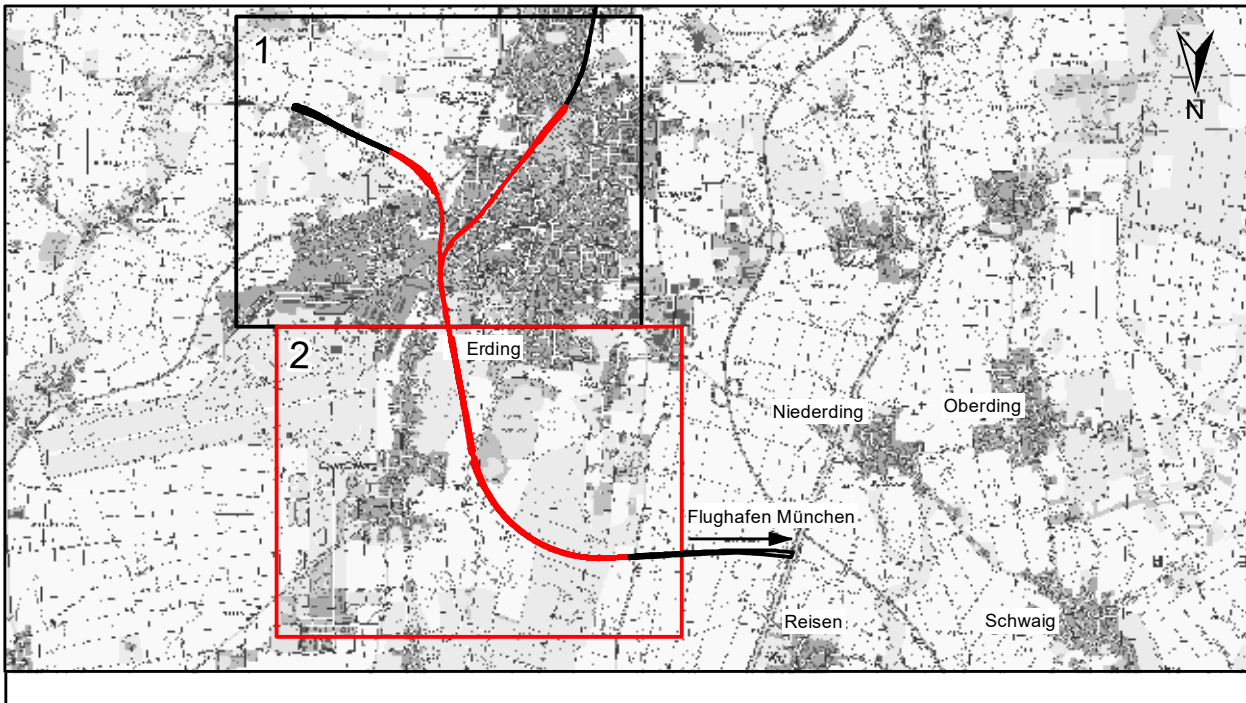 1
N
2
Erding
Niederding
Oberding
Flughafen München
Reisen
Schwaig